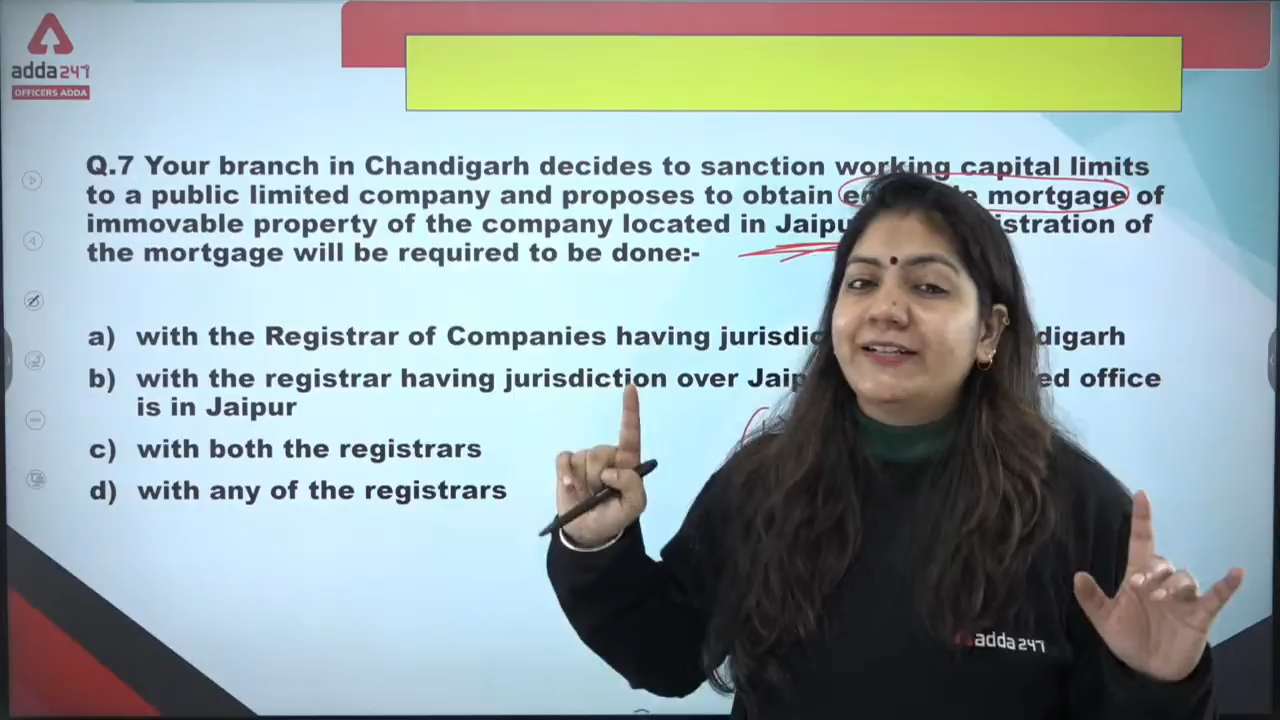 adda247
OFFICERS ADDA
Q.7 Your branch in Chandigarh decides to sanction working capital limits
to a public limited company and proposes to obtain mortgage of
immovable property of the company located in
the mortgage will be required to be done:-
a) with the Registrar of Companies having
b) with the registrar having jurisdiction over office
is in Jaipur
c) with both the registrars
d) with any of the registrars
adda247